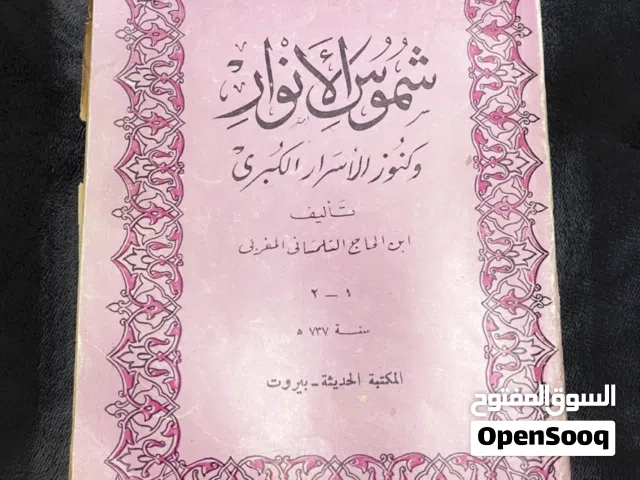 شموس الأنوار
وكنوز الأسرار الكبرى
تأليف
ابن الحاج التلمساني المغربي
١ - ٢
سنة ٧٣٧ ه
المكتبة الحديثة - بيروت
السوق المفتوح
OpenSooq